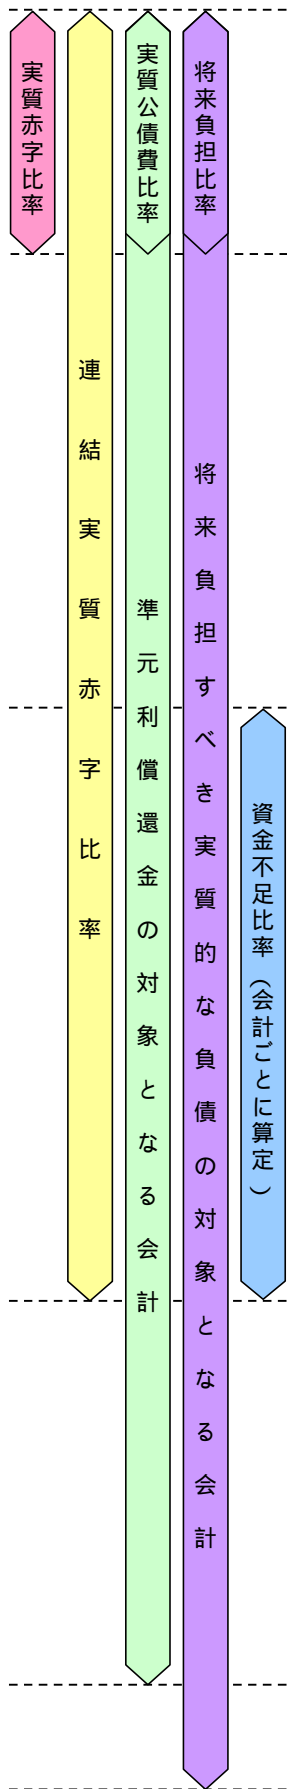 実質赤字比率
連結実質赤字比率
実質公債費比率
準元利償還金の対象となる会計
将来負担比率
将来負担すべき実質的な負債の対象となる会計
資金不足比率（会計ごとに算定）